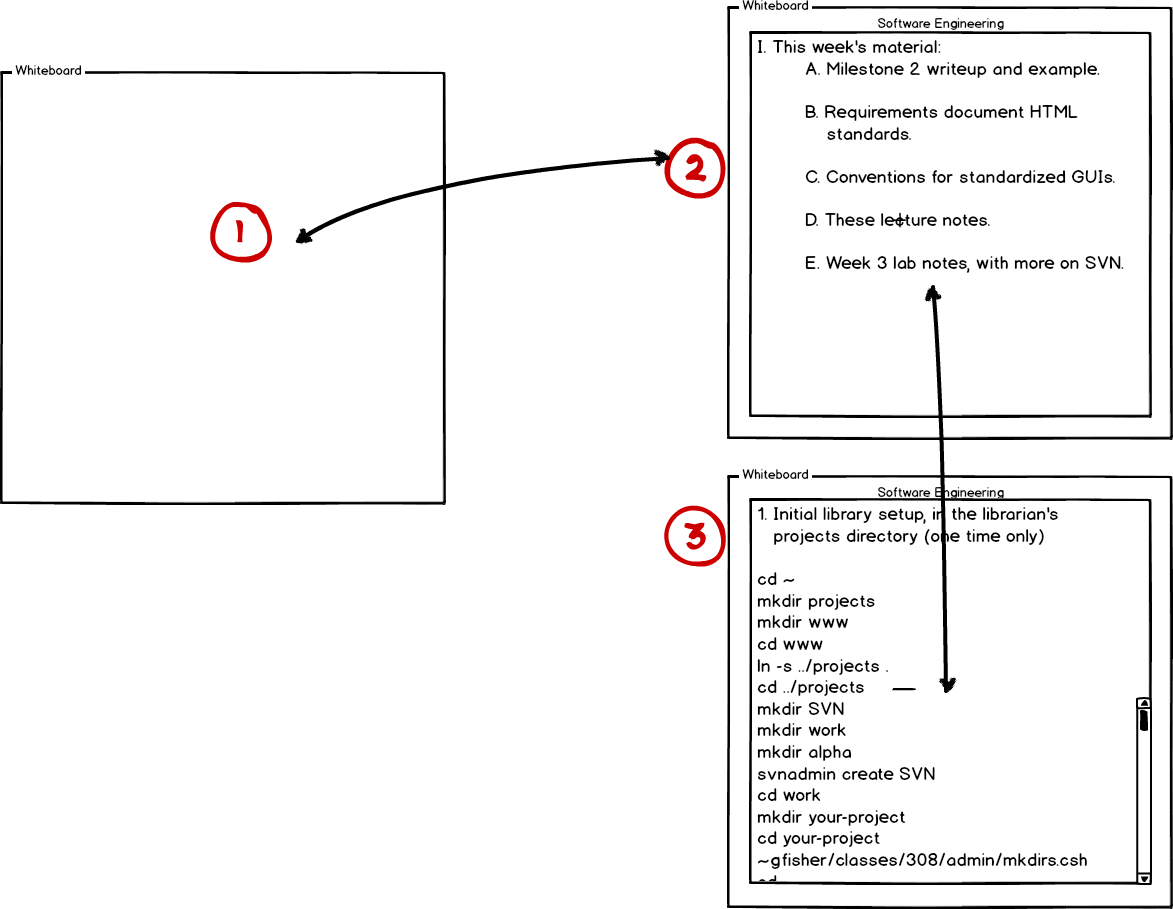 Whiteboard
1
2
Whiteboard
Software Engineering
I. This week's material:
A. Milestone 2 writeup and example.
B. Requirements document HTML
standards.
C. Conventions for standardized GUIs.
D. These lecture notes.
E. Week 3 lab notes, with more on SVN.
3
Whiteboard
Software Engineering
1. Initial library setup, in the librarian's
projects directory (one time only)
cd ~
mkdir projects
mkdir www
cd www
ln -s ../projects .
cd ../projects
mkdir SVN
mkdir work
mkdir alpha
svnadmin create SVN
cd work
mkdir your-project
cd your-project
~gfisher/classes/308/admin/mkdirs.csh